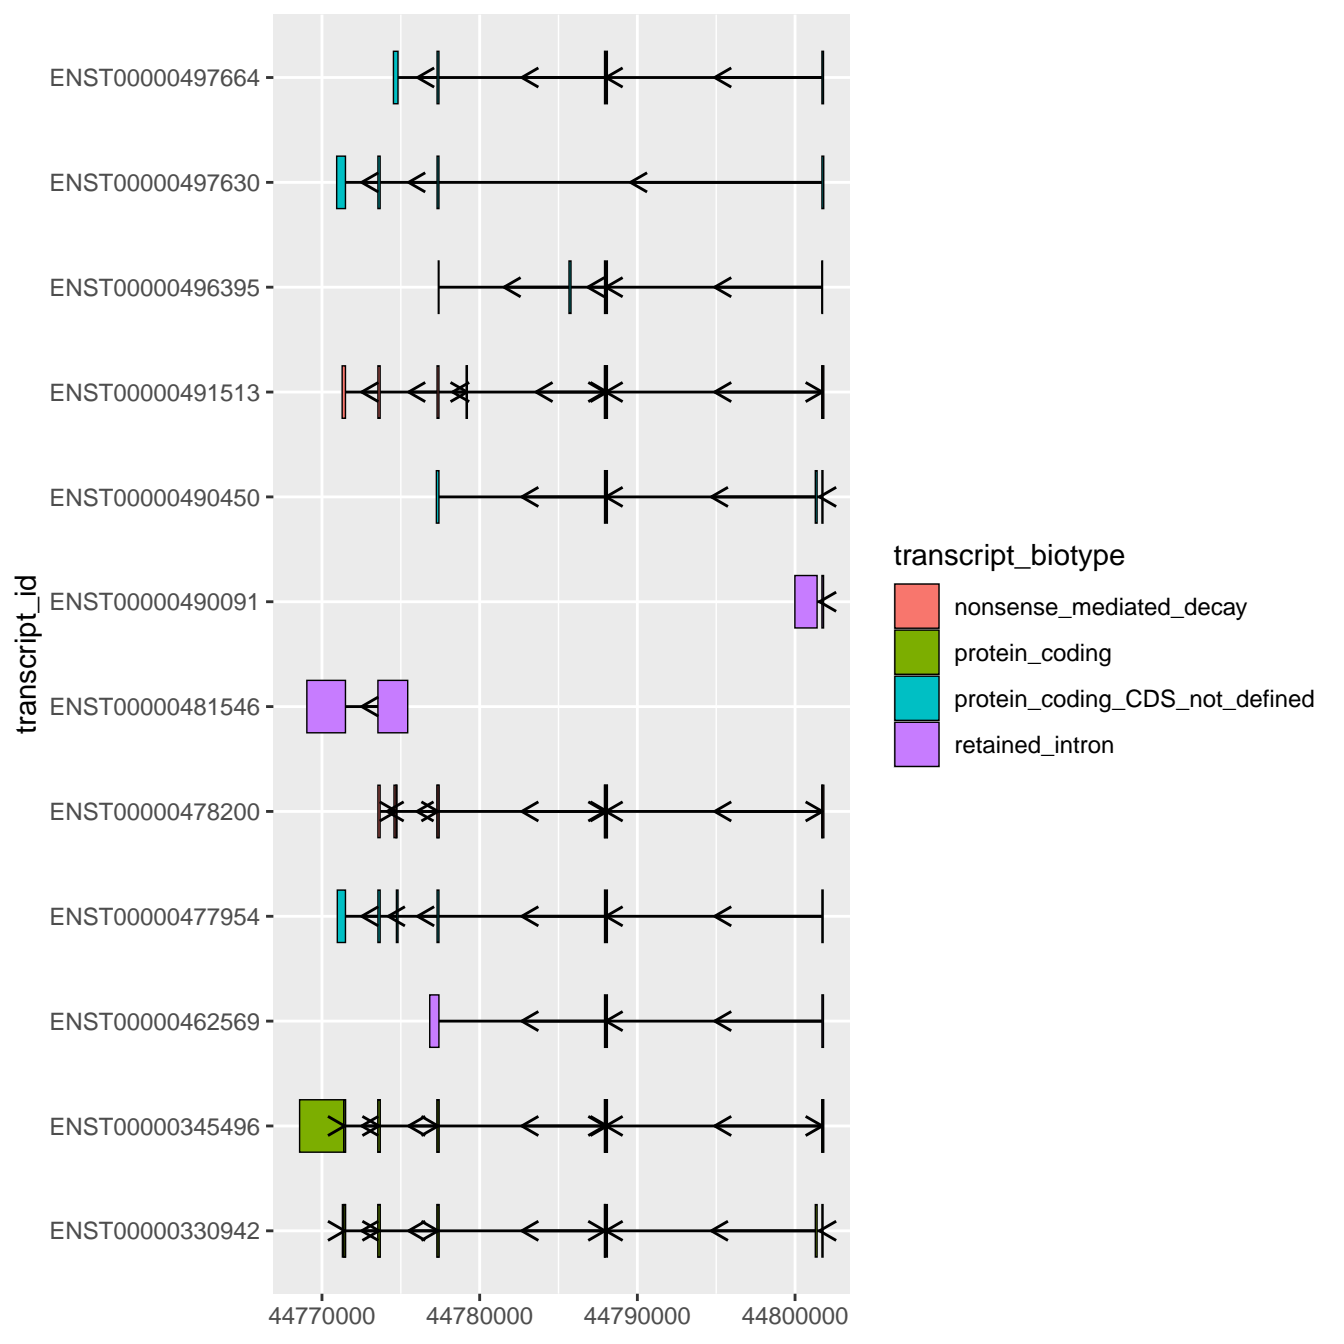 ENST00000497664
ENST00000497630
ENST00000496395
ENST00000491513
ENST00000490450
ENST00000490091
ENST00000481546
ENST00000478200
ENST00000477954
ENST00000462569
ENST00000345496
ENST00000330942
transcript_id
44770000 44780000 44790000 44800000
transcript_biotype
nonsense_mediated_decay
protein_coding
protein_coding_CDS_not_defined
retained_intron